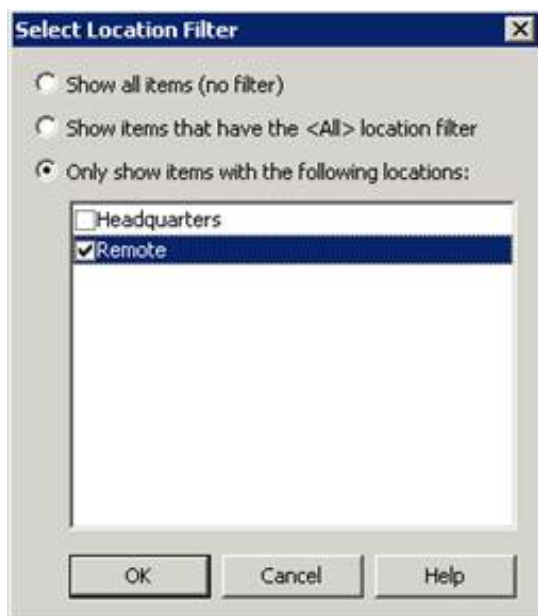 Select Location Filter
Show all items (no filter)
Show items that have the <All> location filter
Only show items with the following locations:
Headquarters
Remote
OK Cancel Help